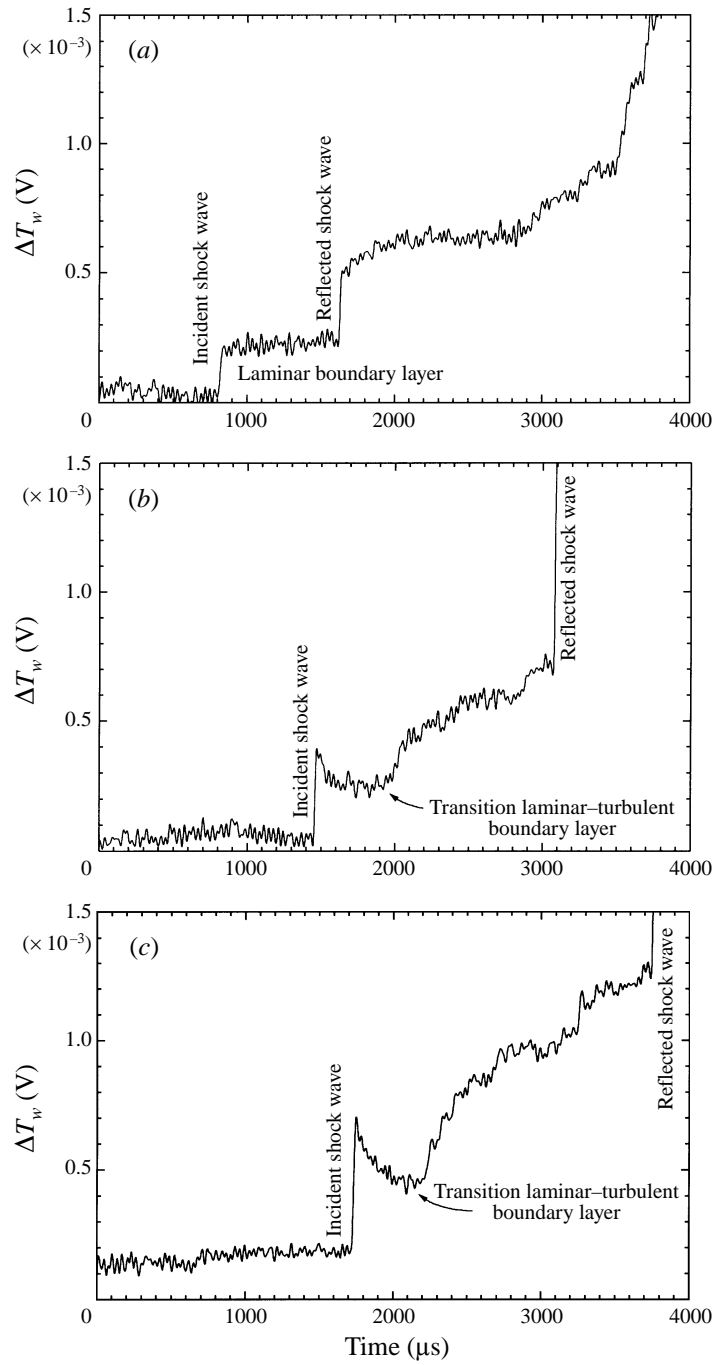 1.5
(× 10⁻³)
(a)
1.0
ΔT_w (V)
0.5
Incident shock wave
Reflected shock wave
Laminar boundary layer
0
1000
2000
3000
4000
1.5
(× 10⁻³)
(b)
1.0
ΔT_w (V)
0.5
Incident shock wave
Reflected shock wave
Transition laminar–turbulent
boundary layer
0
1000
2000
3000
4000
1.5
(× 10⁻³)
(c)
1.0
ΔT_w (V)
0.5
Incident shock wave
Reflected shock wave
Transition laminar–turbulent
boundary layer
0
1000
2000
3000
4000
Time (μs)